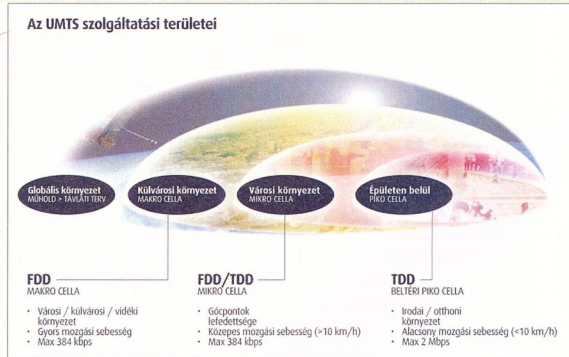 Az UMTS szolgáltatási területei
Globális környezet
MŰHOLD > TÁVLATI TERV
Külvárosi környezet
MAKRO CELLA
Városi környezet
MIKRO CELLA
Épületen belül
PIKO CELLA
FDD
MAKRO CELLA
• Városi / külvárosi / vidéki
környezet
• Gyors mozgási sebesség
• Max 384 kbps
FDD/TDD
MIKRO CELLA
• Gócpontok
lefedettsége
• Közepes mozgási sebesség (>10 km/h)
• Max 384 kbps
TDD
BELTÉRI PIKO CELLA
• Irodai / otthoni
környezet
• Alacsony mozgási sebesség (<10 km/h)
• Max 2 Mbps